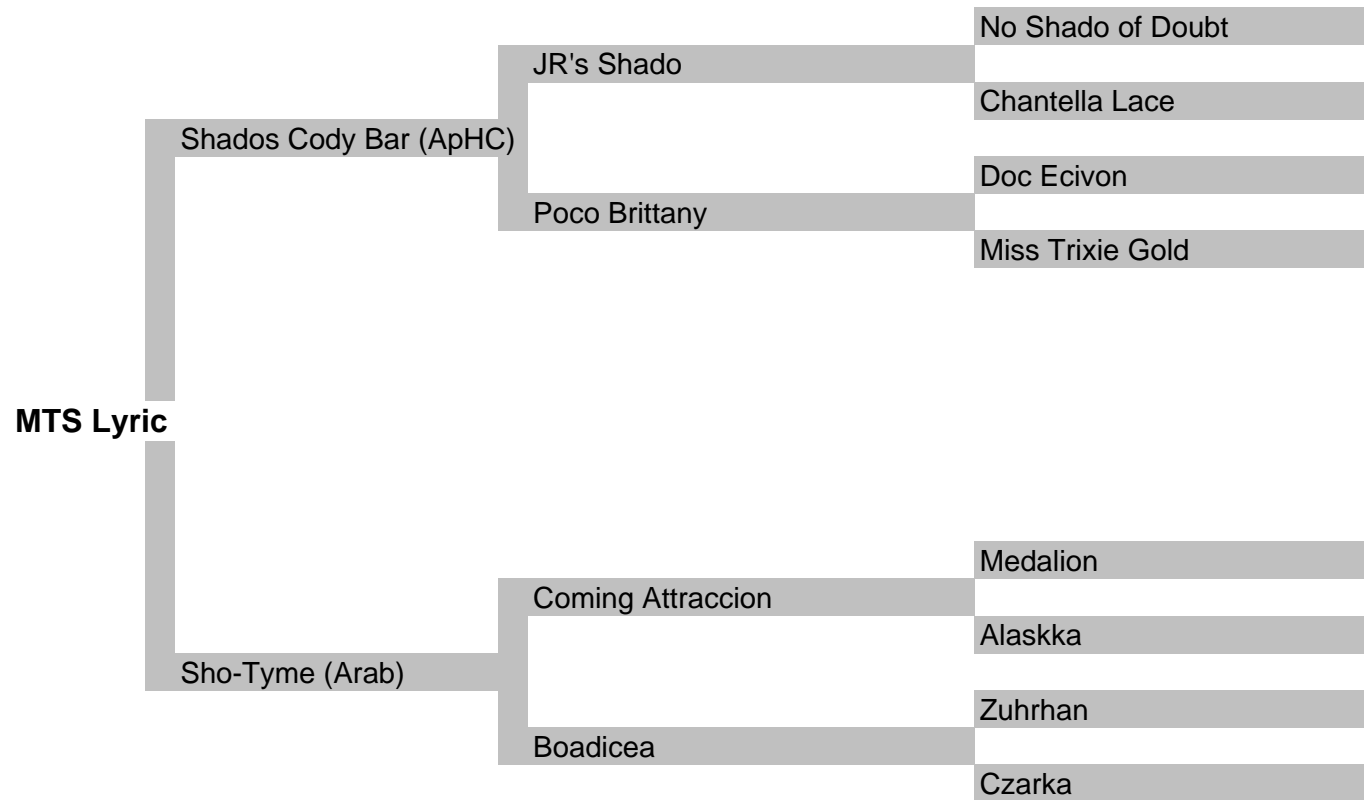 No Shado of Doubt
JR's Shado
Chantella Lace
Shados Cody Bar (ApHC)
Doc Ecivon
Poco Brittany
Miss Trixie Gold
MTS Lyric
Medalion
Coming Attraccion
Alaskka
Sho-Tyme (Arab)
Zuhrhan
Boadicea
Czarka